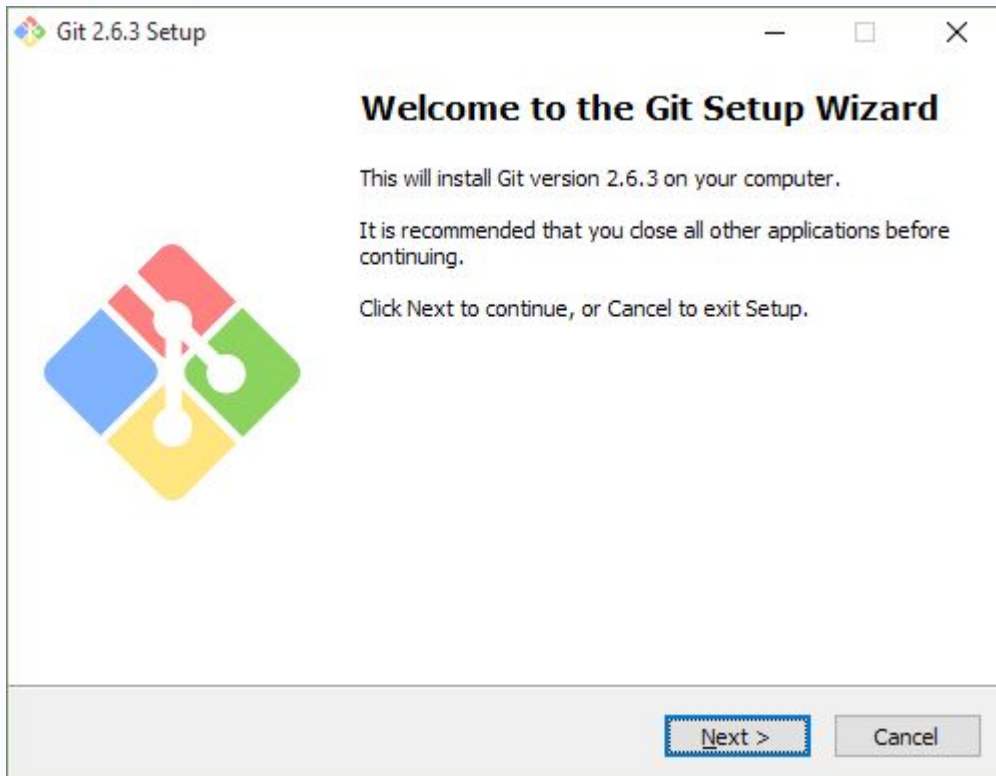 Git 2.6.3 Setup
Welcome to the Git Setup Wizard
This will install Git version 2.6.3 on your computer.
It is recommended that you close all other applications before
continuing.
Click Next to continue, or Cancel to exit Setup.
Next >
Cancel